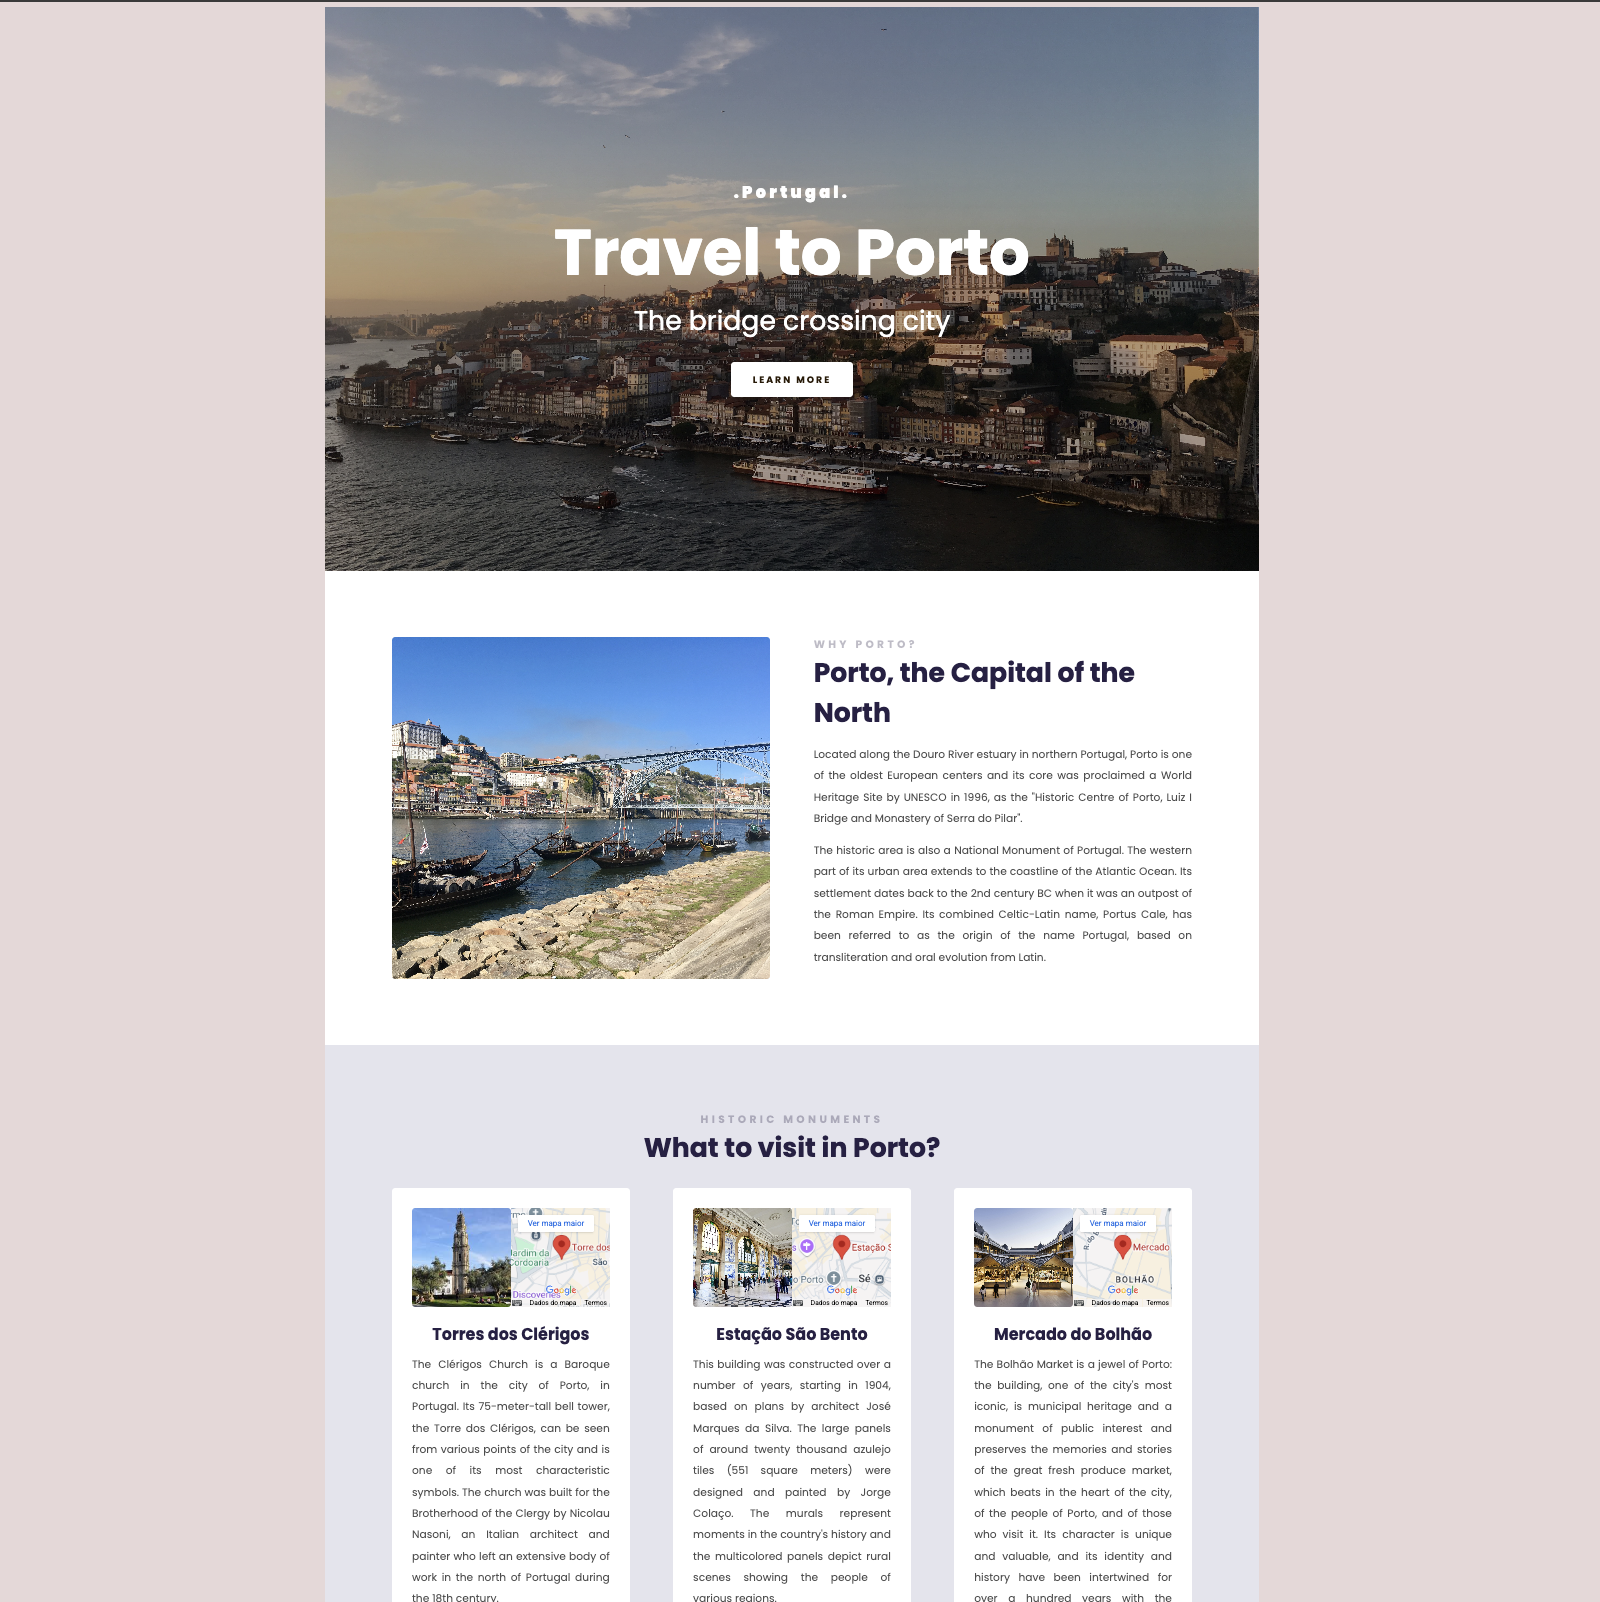 .Portugal.
Travel to Porto
The bridge crossing city
LEARN MORE
WHY PORTO?
Porto, the Capital of the
North
Located along the Douro River estuary in northern Portugal, Porto is one
of the oldest European centers and its core was proclaimed a World
Heritage Site by UNESCO in 1996, as the "Historic Centre of Porto, Luiz I
Bridge and Monastery of Serra do Pilar".
The historic area is also a National Monument of Portugal. The western
part of its urban area extends to the coastline of the Atlantic Ocean. Its
settlement dates back to the 2nd century BC when it was an outpost of
the Roman Empire. Its combined Celtic-Latin name, Portus Cale, has
been referred to as the origin of the name Portugal, based on
transliteration and oral evolution from Latin.
HISTORIC MONUMENTS
What to visit in Porto?
Ver mapa maior
Torre dos
Jardim da
Cordoaria
São
Discoveries
Google
Dados do mapa
Termos
Torres dos Clérigos
The Clérigos Church is a Baroque
church in the city of Porto, in
Portugal. Its 75-meter-tall bell tower,
the Torre dos Clérigos, can be seen
from various points of the city and is
one of its most characteristic
symbols. The church was built for the
Brotherhood of the Clergy by Nicolau
Nasoni, an Italian architect and
painter who left an extensive body of
work in the north of Portugal during
the 18th century.
Ver mapa maior
Estação S
o Porto
Sé
Google
Dados do mapa
Termos
Estação São Bento
This building was constructed over a
number of years, starting in 1904,
based on plans by architect José
Marques da Silva. The large panels
of around twenty thousand azulejo
tiles (551 square meters) were
designed and painted by Jorge
Colaço. The murals represent
moments in the country's history and
the multicolored panels depict rural
scenes showing the people of
various regions.
Ver mapa maior
R. do
Mercado
BOLHÃO
Google
Dados do mapa
Termos
Mercado do Bolhão
The Bolhão Market is a jewel of Porto:
the building, one of the city's most
iconic, is municipal heritage and a
monument of public interest and
preserves the memories and stories
of the great fresh produce market,
which beats in the heart of the city,
of the people of Porto, and of those
who visit it. Its character is unique
and valuable, and its identity and
history have been intertwined for
over a hundred years with the